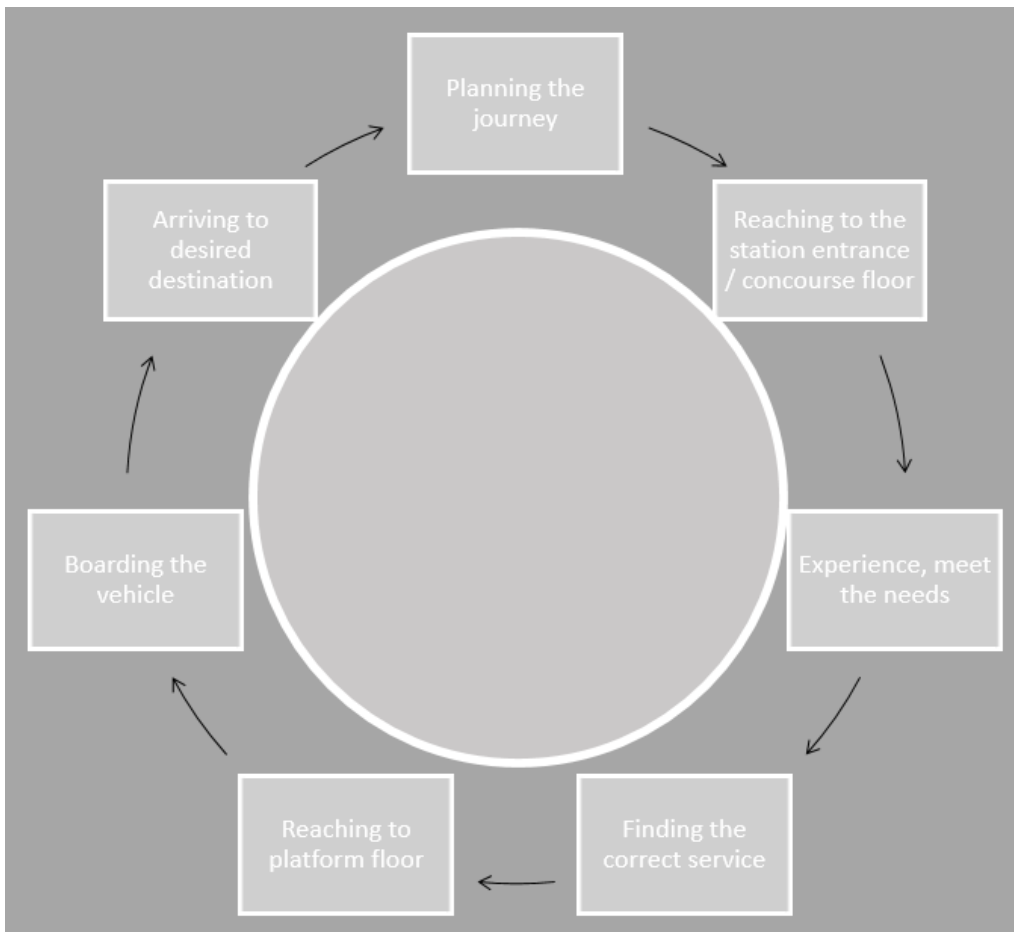 Planning the
journey
Reaching to the
station entrance
/ concourse floor
Experience, meet
the needs
Finding the
correct service
Reaching to
platform floor
Boarding the
vehicle
Arriving to
desired
destination